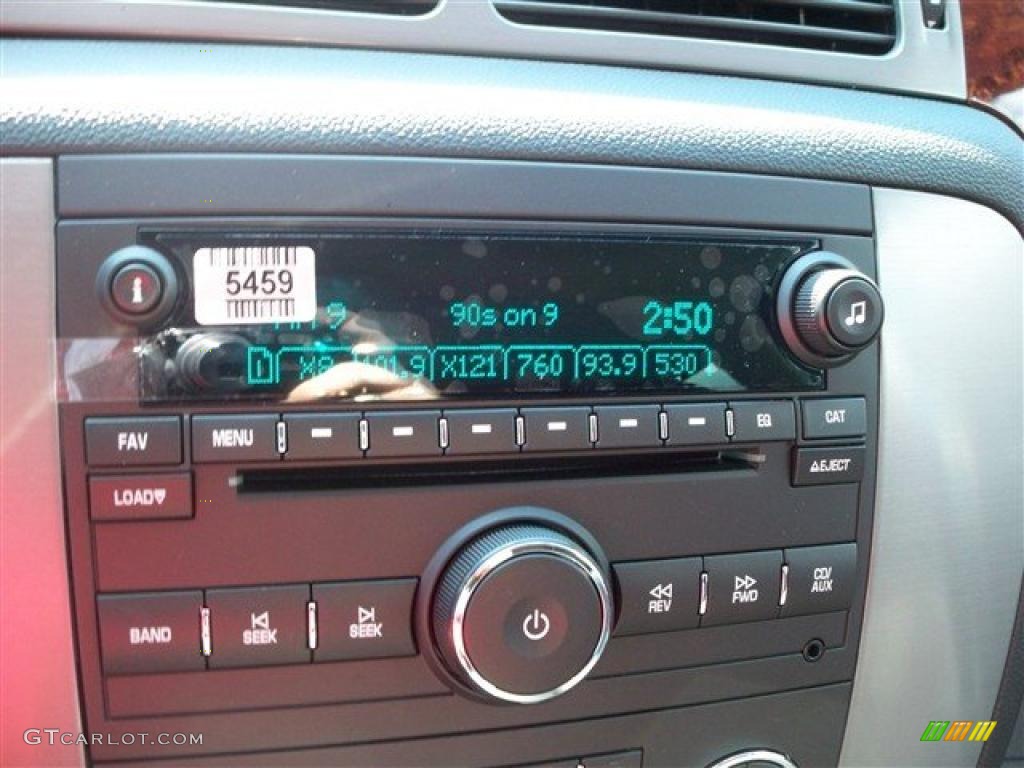 5459
9 90s on 9 2:50
X121 760 93.9 530
FAV MENU EQ CAT
LOAD EJECT
BAND SEEK SEEK REV FWD CD/AUX
GTCARLOT.COM